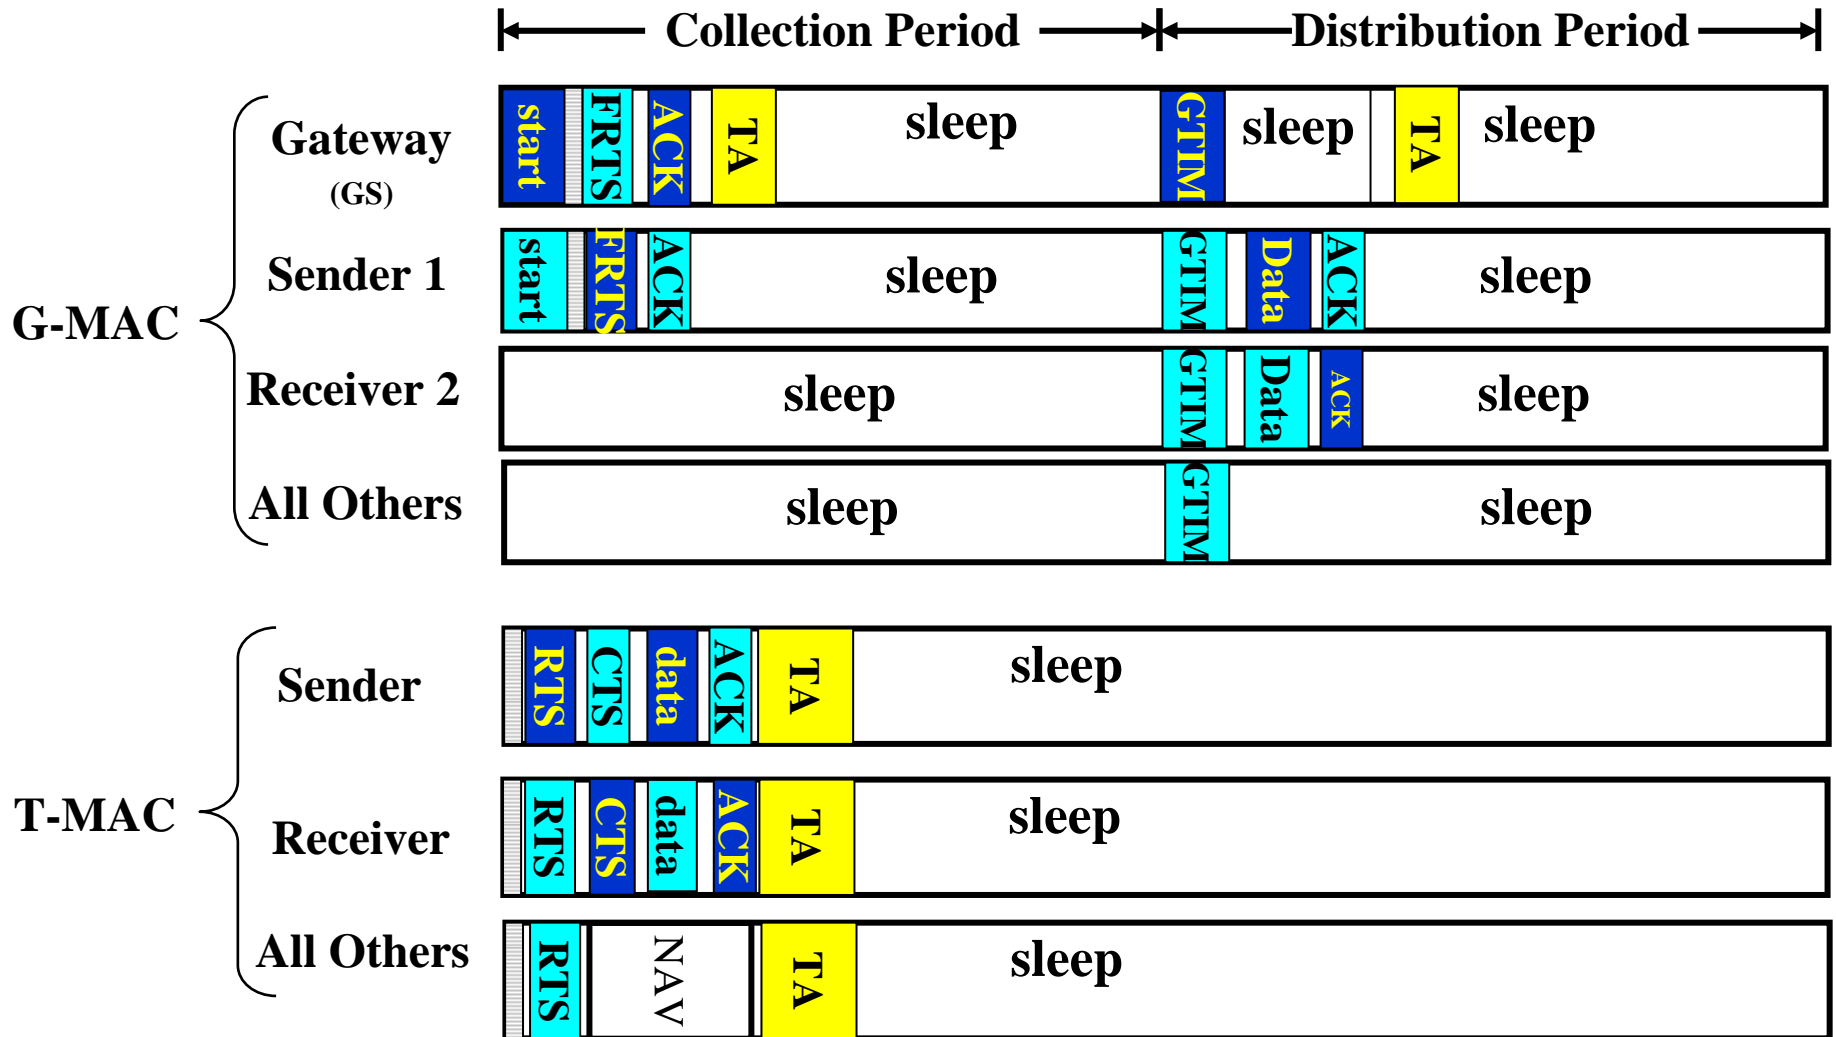 Collection Period Distribution Period
Gateway start FRTS ACK TA sleep GTIM sleep TA sleep
(GS)
Sender 1 start FRTS ACK sleep GTIM Data ACK sleep
G-MAC
Receiver 2 sleep GTIM Data ACK sleep
All Others sleep GTIM sleep
Sender RTS CTS data ACK TA sleep
T-MAC
Receiver RTS CTS data ACK TA sleep
All Others RTS NAV TA sleep